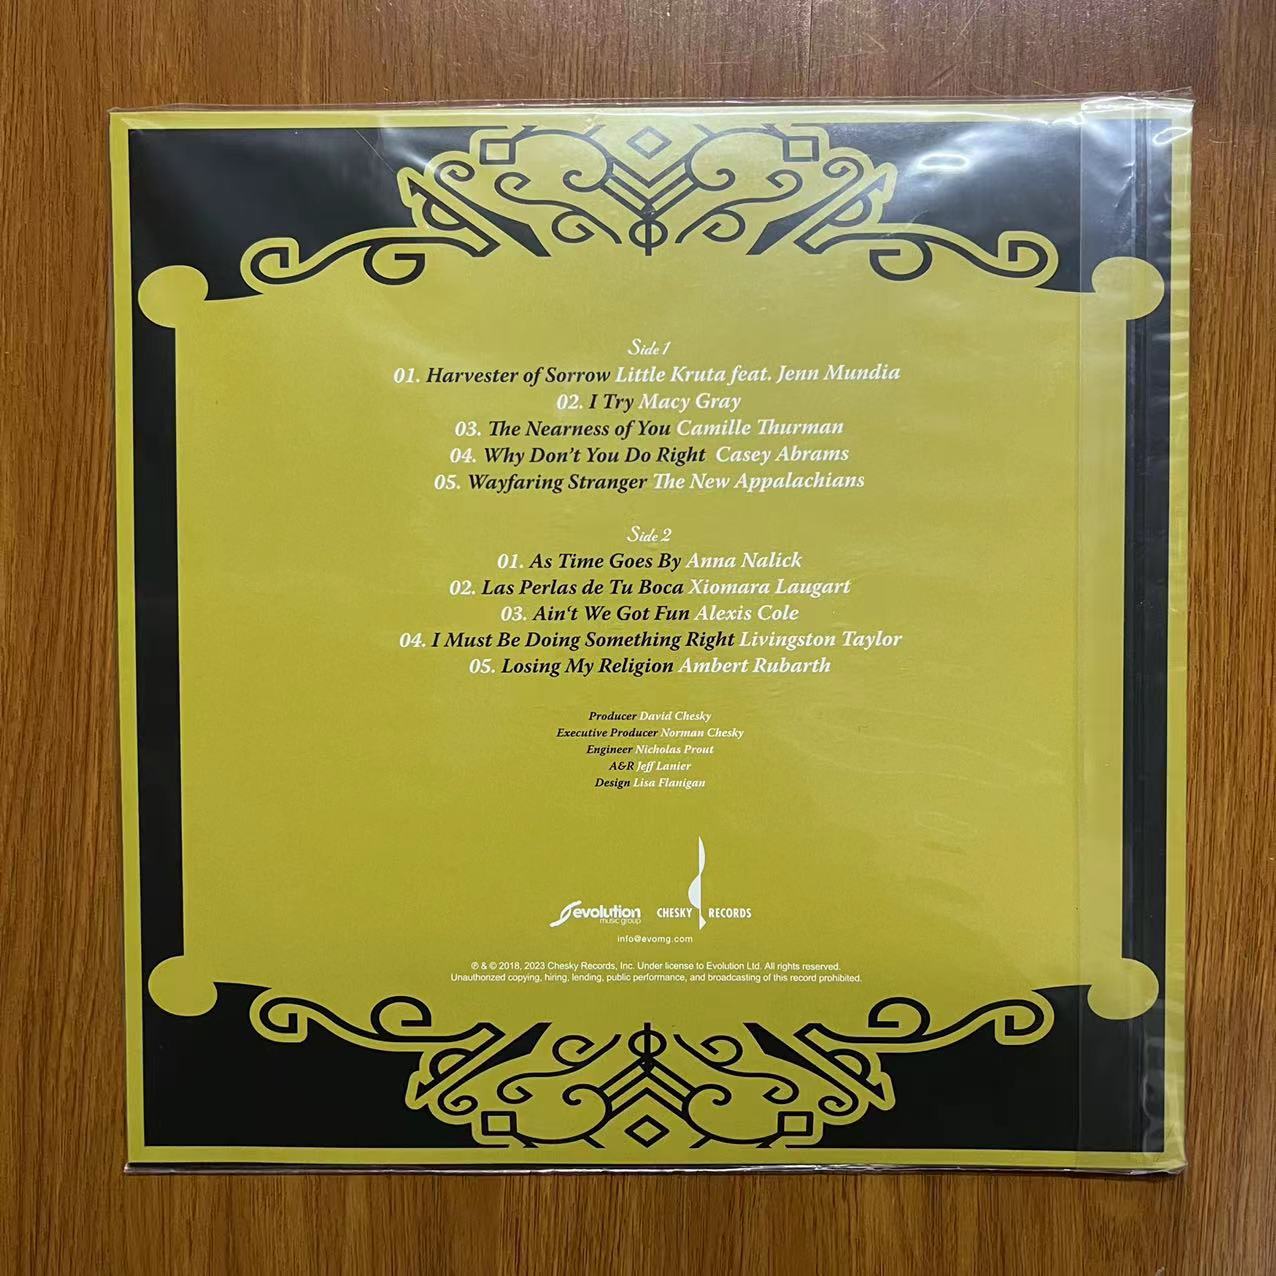 Side 1
01. Harvester of Sorrow Little Kruta feat. Jenn Mundia
02. I Try Macy Gray
03. The Nearness of You Camille Thurman
04. Why Don't You Do Right Casey Abrams
05. Wayfaring Stranger The New Appalachians
Side 2
01. As Time Goes By Anna Nalick
02. Las Perlas de Tu Boca Xiomara Laugart
03. Ain‘t We Got Fun Alexis Cole
04. I Must Be Doing Something Right Livingston Taylor
05. Losing My Religion Ambert Rubarth
Producer David Chesky
Executive Producer Norman Chesky
Engineer Nicholas Prout
A&R Jeff Lanier
Design Lisa Flanigan
evolution CHESKY RECORDS
music group
info@evomg.com
℗ & © 2018, 2023 Chesky Records, Inc. Under license to Evolution Ltd. All rights reserved.
Unauthorized copying, hiring, lending, public performance, and broadcasting of this record prohibited.